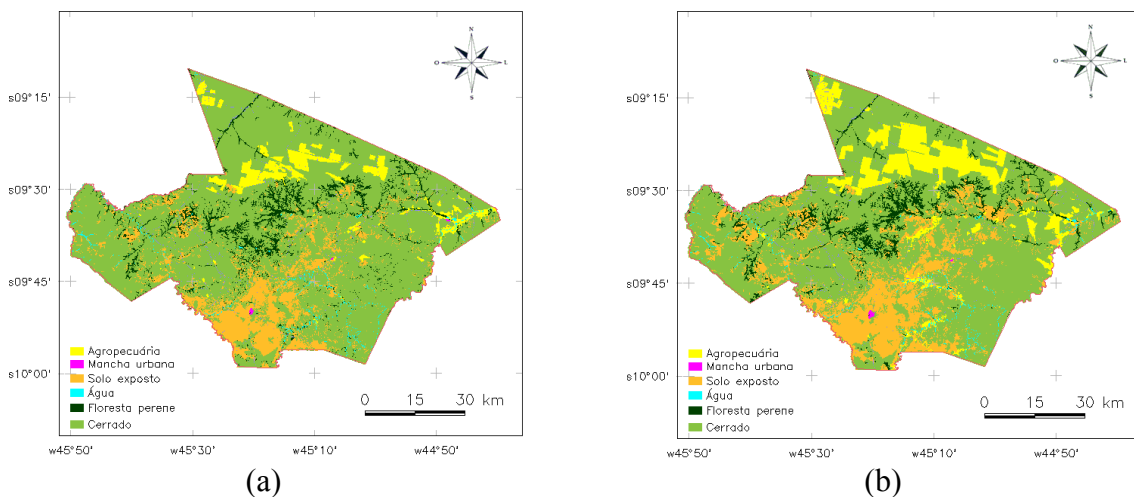 N
O
L
S
s09°15'
s09°30'
s09°45'
s10°00'
Agropecuária
Mancha urbana
Solo exposto
Água
Floresta perene
Cerrado
0 15 30 km
w45°50' w45°30' w45°10' w44°50'
(a)
N
O
L
S
s09°15'
s09°30'
s09°45'
s10°00'
Agropecuária
Mancha urbana
Solo exposto
Água
Floresta perene
Cerrado
0 15 30 km
w45°50' w45°30' w45°10' w44°50'
(b)